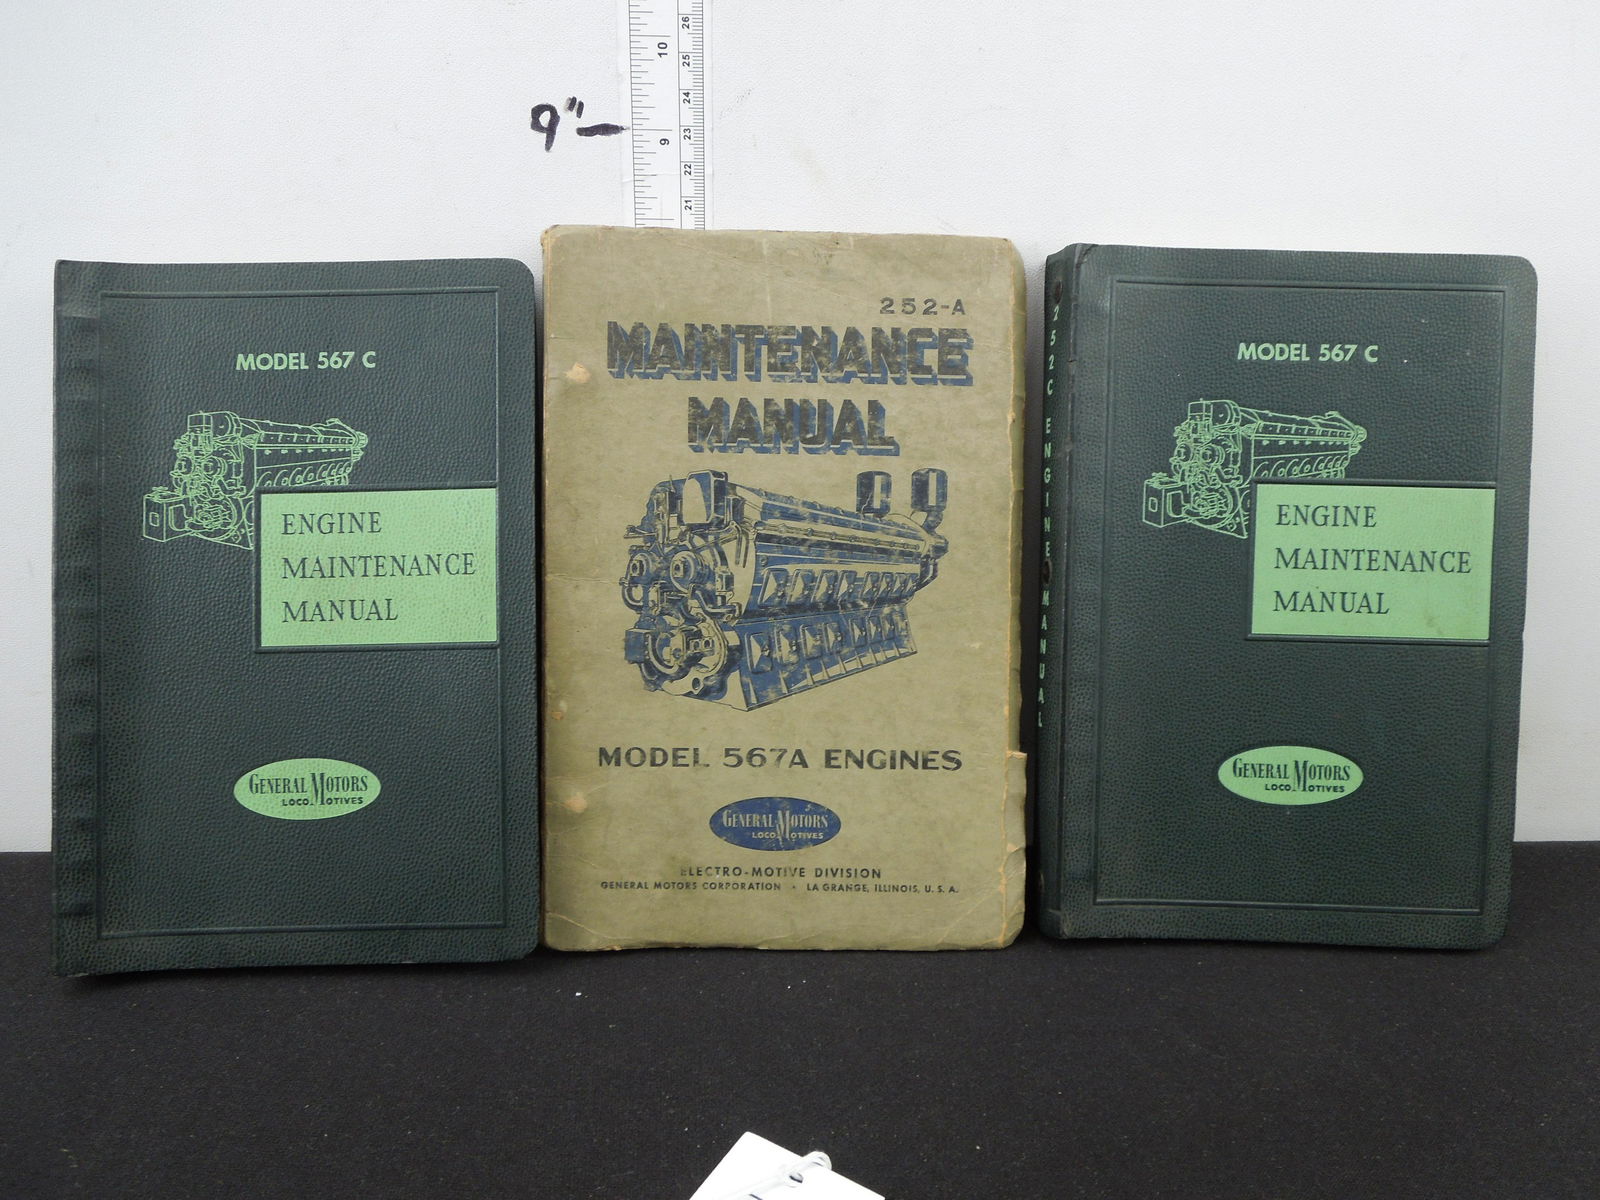 9"
10
9
26
25
24
23
22
21
MODEL 567 C
ENGINE
MAINTENANCE
MANUAL
GENERAL MOTORS
LOCOMOTIVES
252-A
MAINTENANCE
MANUAL
MODEL 567A ENGINES
GENERAL MOTORS
LOCOMOTIVES
ELECTRO-MOTIVE DIVISION
GENERAL MOTORS CORPORATION • LA GRANGE, ILLINOIS, U. S. A.
252C ENGINE MANUAL
MODEL 567 C
ENGINE
MAINTENANCE
MANUAL
GENERAL MOTORS
LOCOMOTIVES